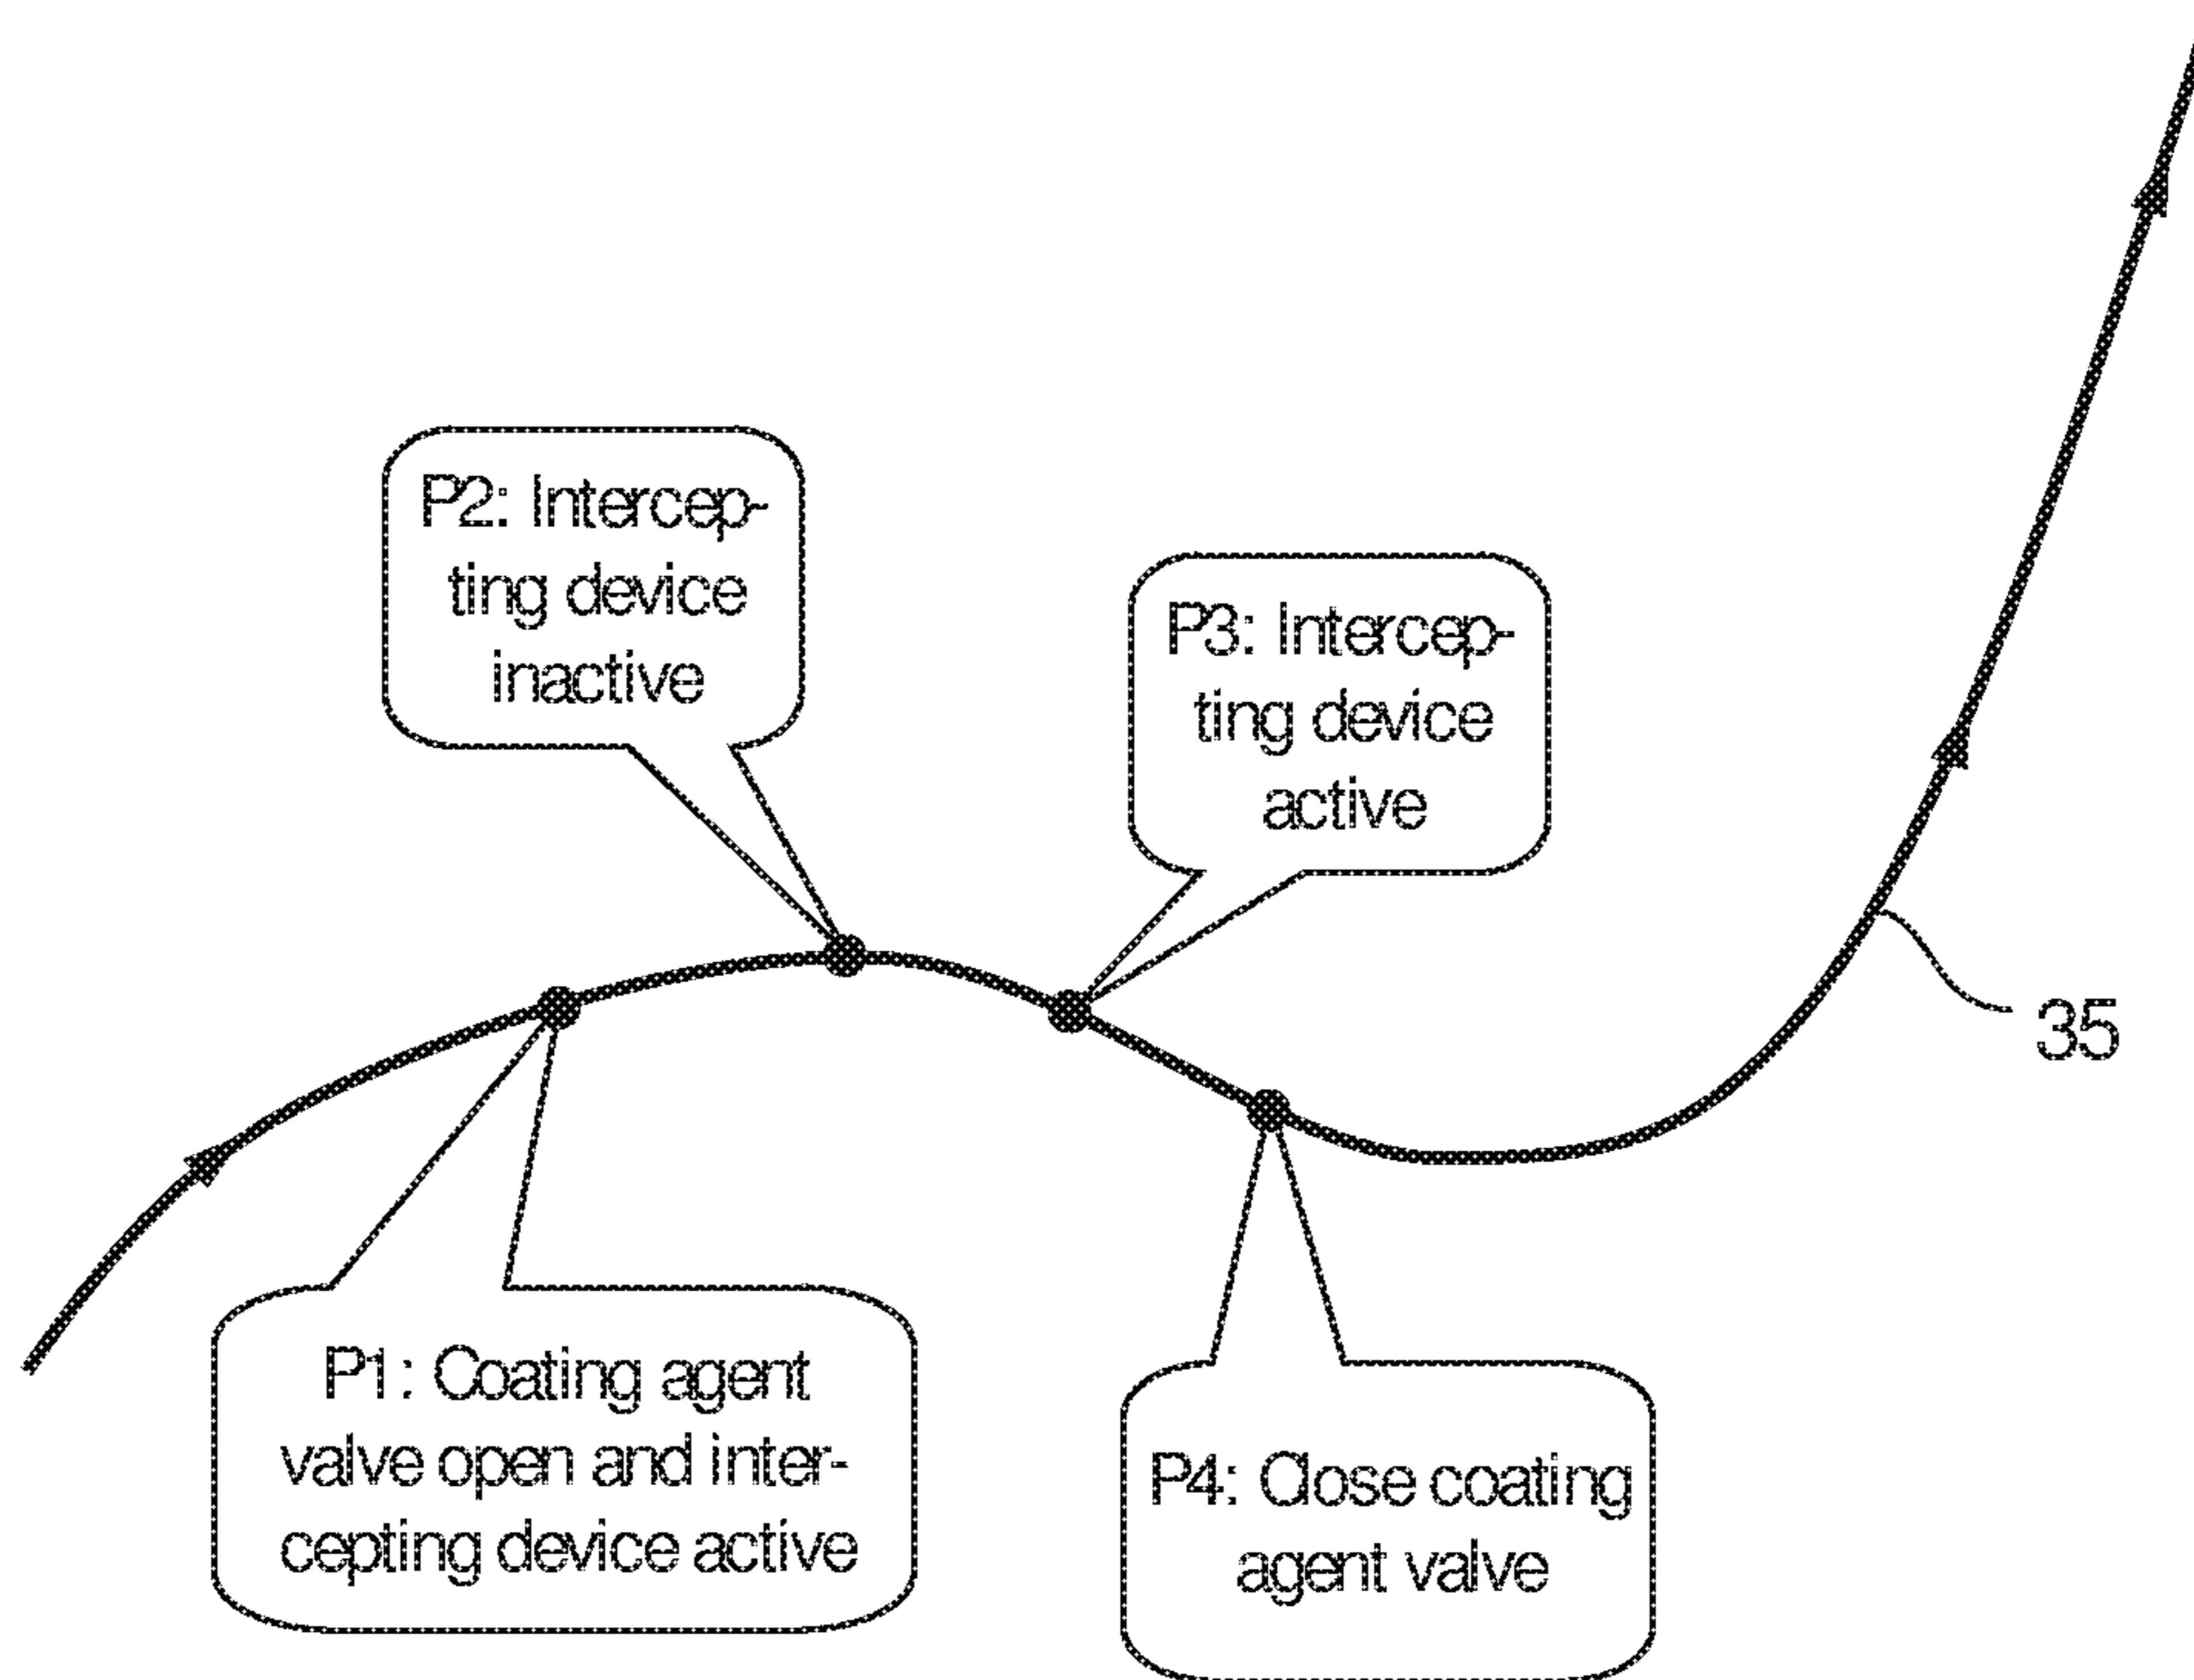 P2: Intercep-
ting device
inactive
P3: Intercep-
ting device
active
35
P1: Coating agent
valve open and inter-
cepting device active
P4: Close coating
agent valve